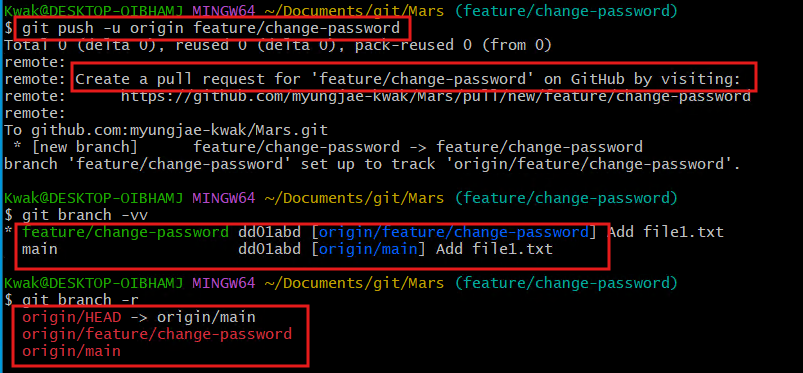 Kwak@DESKTOP-OIBHAMJ MINGW64 ~/Documents/git/Mars (feature/change-password)
$ git push -u origin feature/change-password
Total 0 (delta 0), reused 0 (delta 0), pack-reused 0 (from 0)
remote:
remote: Create a pull request for 'feature/change-password' on GitHub by visiting:
remote:      https://github.com/myungjae-kwak/Mars/pull/new/feature/change-password
remote:
To github.com:myungjae-kwak/Mars.git
 * [new branch]      feature/change-password -> feature/change-password
branch 'feature/change-password' set up to track 'origin/feature/change-password'.
Kwak@DESKTOP-OIBHAMJ MINGW64 ~/Documents/git/Mars (feature/change-password)
$ git branch -vv
* feature/change-password dd01abd [origin/feature/change-password] Add file1.txt
  main                    dd01abd [origin/main] Add file1.txt
Kwak@DESKTOP-OIBHAMJ MINGW64 ~/Documents/git/Mars (feature/change-password)
$ git branch -r
  origin/HEAD -> origin/main
  origin/feature/change-password
  origin/main